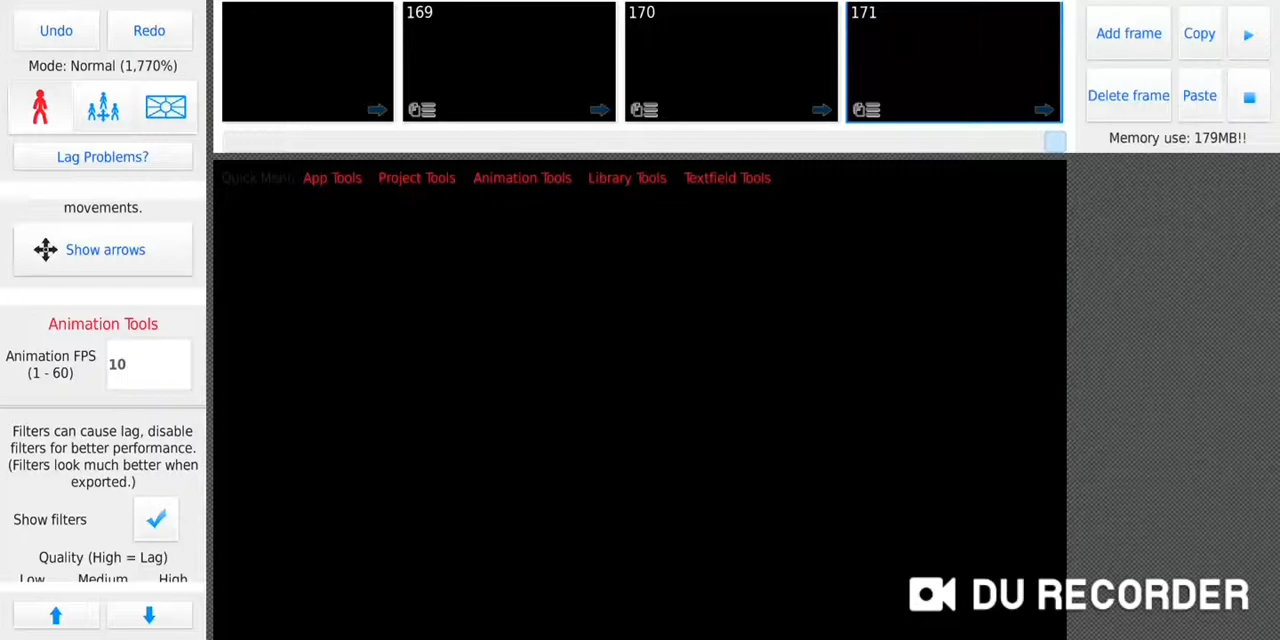 Undo
Redo
Mode: Normal (1,770%)
Lag Problems?
movements.
Show arrows
Animation Tools
Animation FPS
(1 - 60)
10
Filters can cause lag, disable
filters for better performance.
(Filters look much better when
exported.)
Show filters
Quality (High = Lag)
Low Medium High
169
170
171
Add frame
Copy
Delete frame
Paste
Memory use: 179MB!!
Quick Menu App Tools Project Tools Animation Tools Library Tools Textfield Tools
DU RECORDER